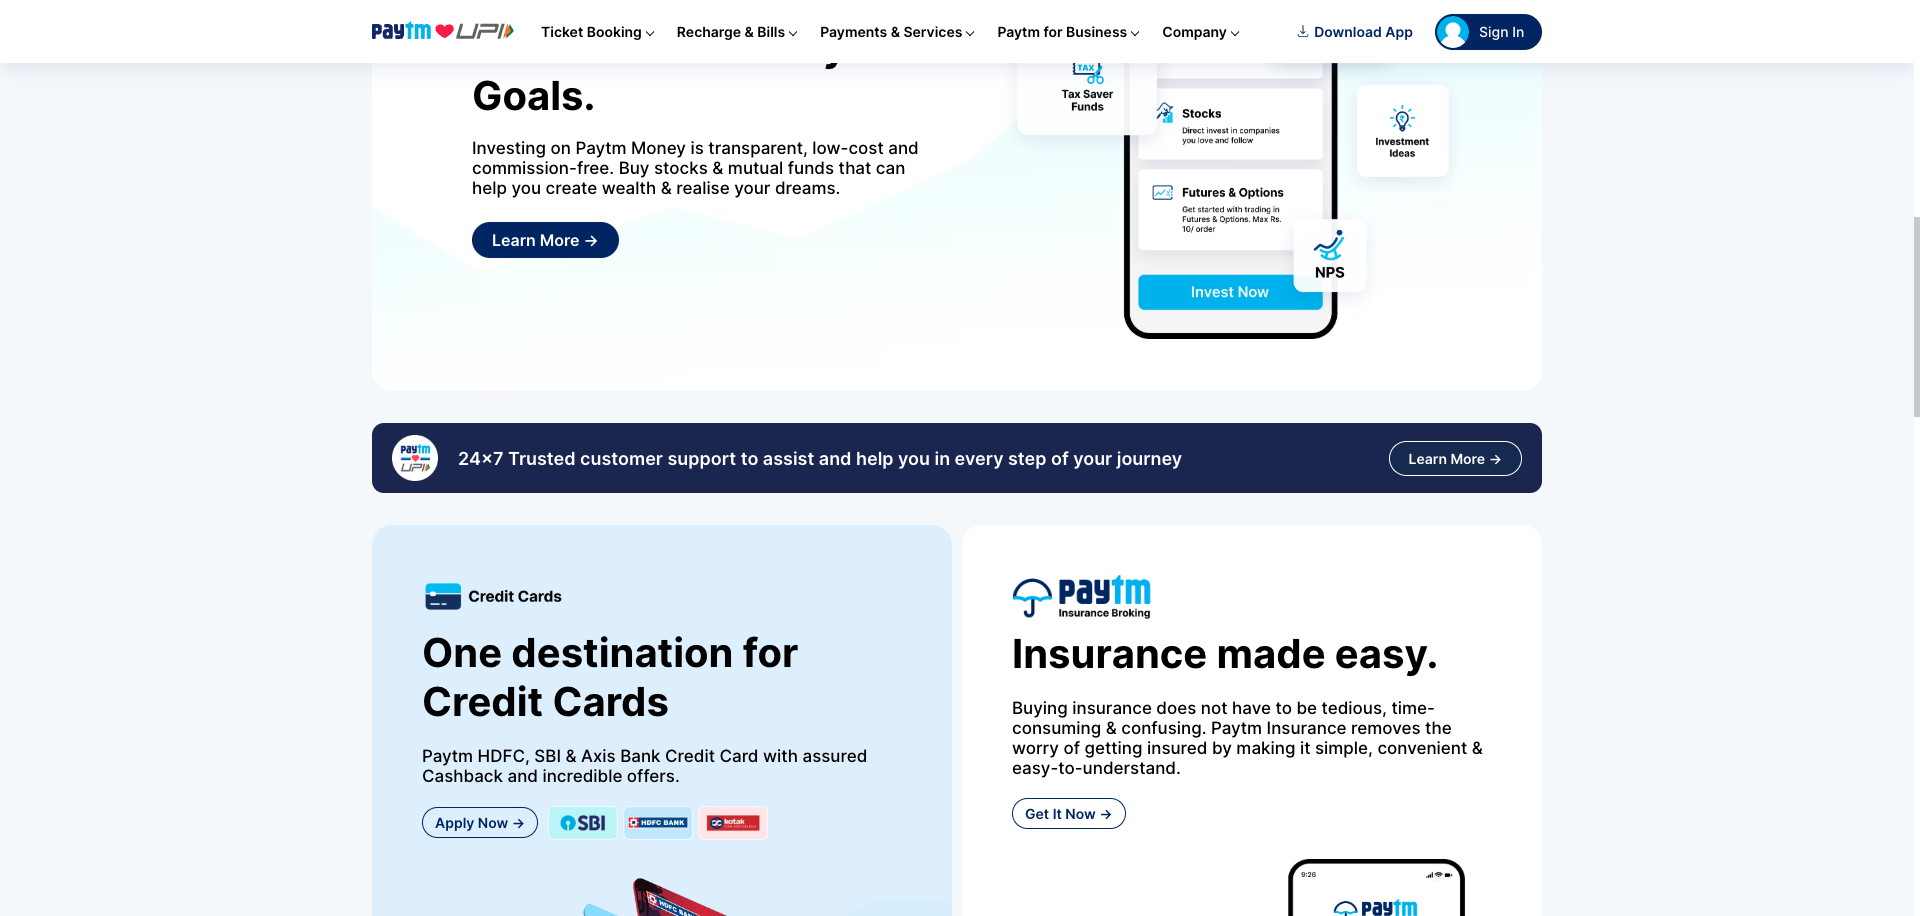 paytm UPI Ticket Booking Recharge & Bills Payments & Services Paytm for Business Company Download App Sign In
Goals.
Investing on Paytm Money is transparent, low-cost and
commission-free. Buy stocks & mutual funds that can
help you create wealth & realise your dreams.
Learn More →
TAX
Tax Saver
Funds
Stocks
Direct invest in companies
you love and follow
Investment
Ideas
Futures & Options
Get started with trading in
Futures & Options. Max Rs.
10/ order
NPS
Invest Now
paytm
UPI
24×7 Trusted customer support to assist and help you in every step of your journey
Learn More →
Credit Cards
One destination for
Credit Cards
Paytm HDFC, SBI & Axis Bank Credit Card with assured
Cashback and incredible offers.
Apply Now → SBI HDFC BANK kotak
HDFC BANK
paytm
Insurance Broking
Insurance made easy.
Buying insurance does not have to be tedious, time-
consuming & confusing. Paytm Insurance removes the
worry of getting insured by making it simple, convenient &
easy-to-understand.
Get It Now →
9:26
paytm